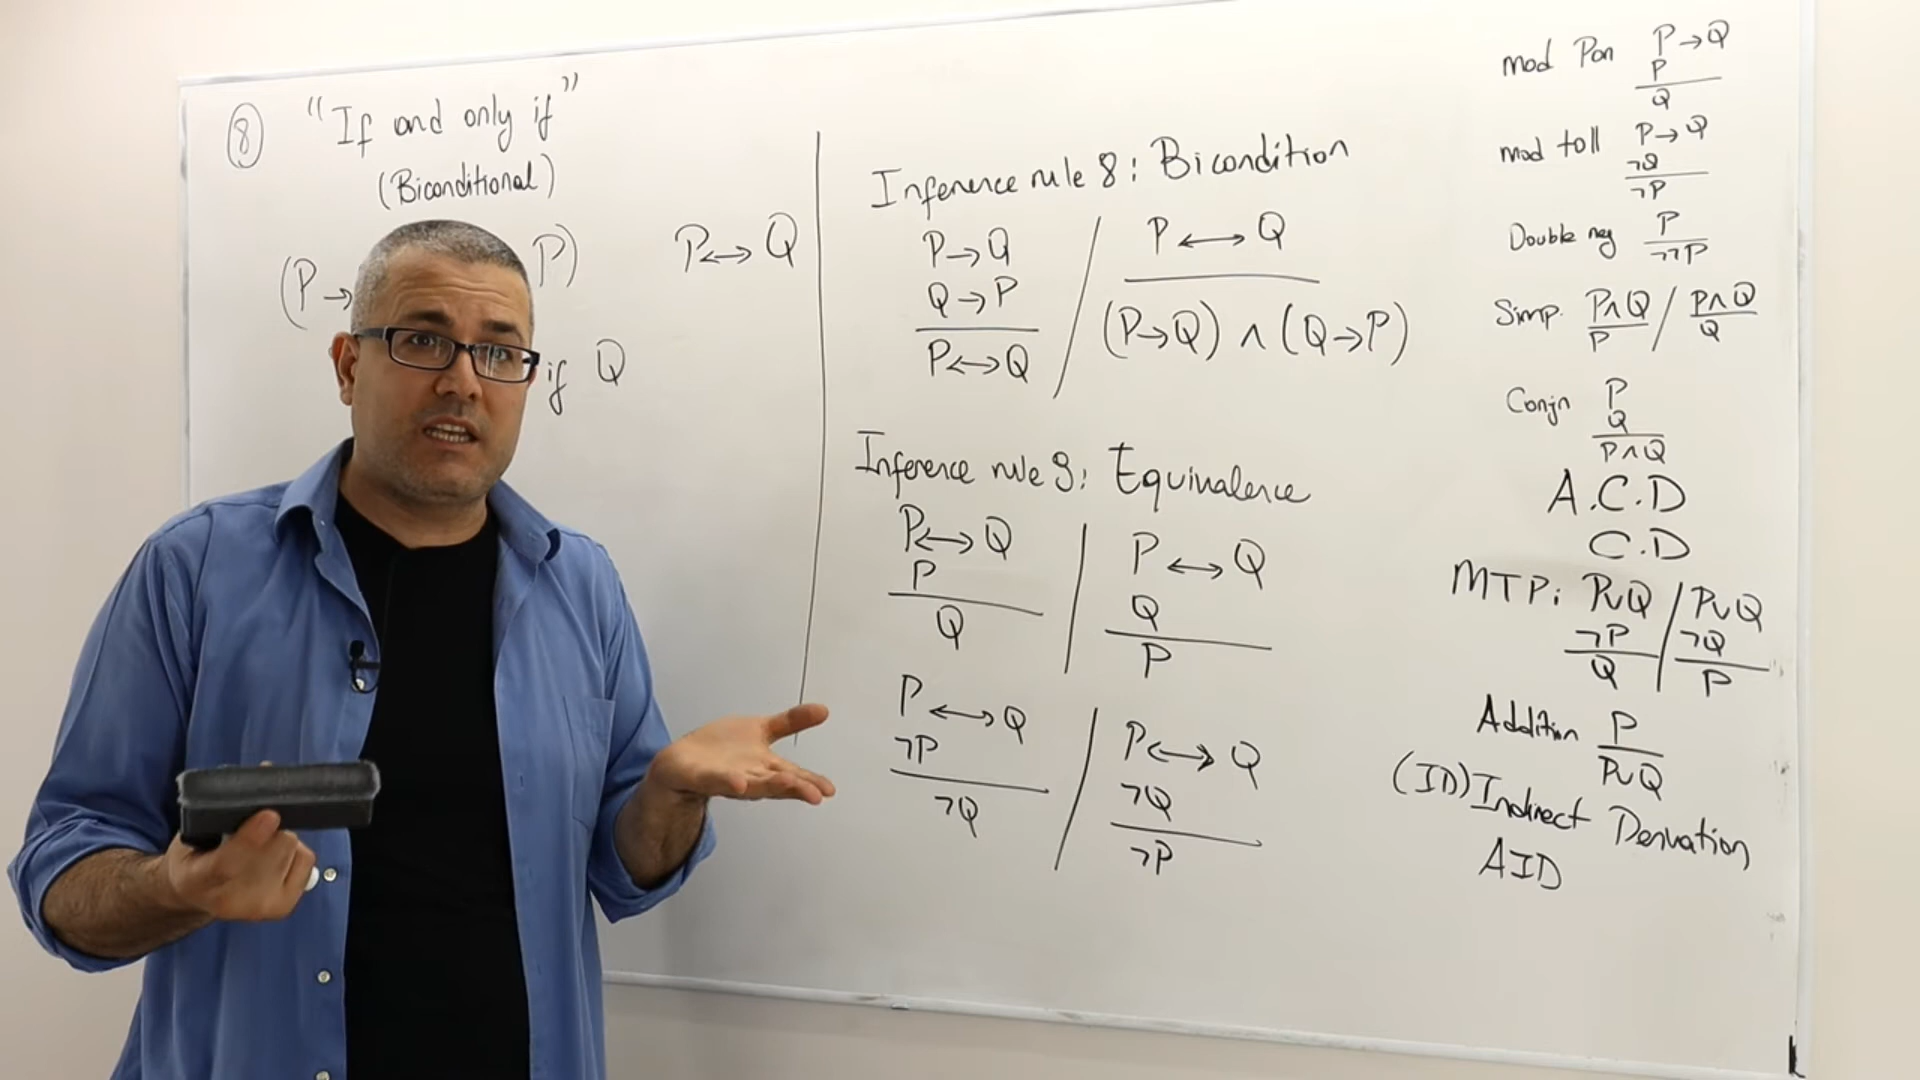 ⑧ "If and only if"
(Biconditional)
(P→ P) P↔Q
if Q
Inference rule 8: Bicondition
P→Q
Q→P
P↔Q
P↔Q
(P→Q) ∧ (Q→P)
Inference rule 9: Equivalence
P↔Q
P
Q
P↔Q
Q
P
P↔Q
¬P
¬Q
P↔Q
¬Q
¬P
mod Pon P→Q
P
Q
mod toll P→Q
¬Q
¬P
Double neg P
¬¬P
Simp. P∧Q / P∧Q
P Q
Conjn P
Q
P∧Q
A.C.D
C.D
MTP: P∨Q / P∨Q
¬P ¬Q
Q P
Addition P
P∨Q
(ID) Indirect Derivation
AID